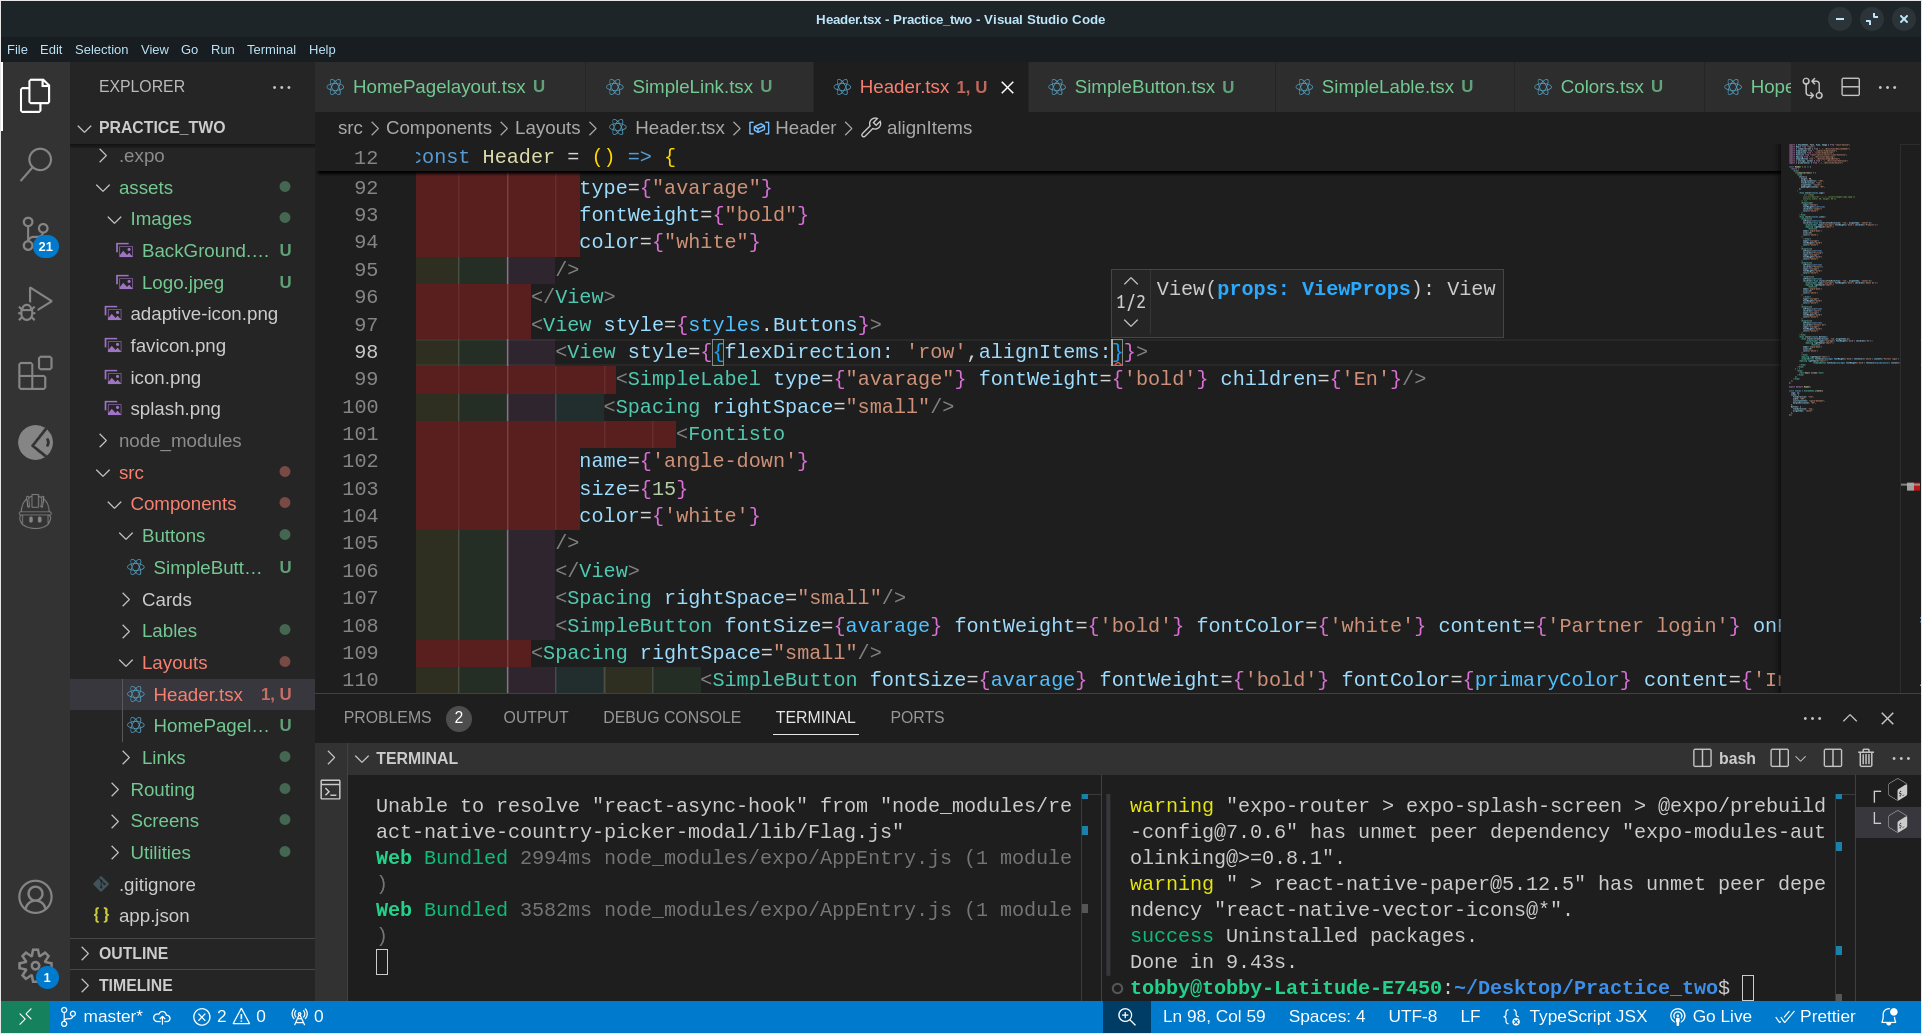 Header.tsx - Practice_two - Visual Studio Code
File Edit Selection View Go Run Terminal Help
EXPLORER
PRACTICE_TWO
.expo
assets
Images
BackGround.... U
Logo.jpeg U
adaptive-icon.png
favicon.png
icon.png
splash.png
node_modules
src
Components
Buttons
SimpleButt... U
Cards
Lables
Layouts
Header.tsx 1, U
HomePagel... U
Links
Routing
Screens
Utilities
.gitignore
{} app.json
OUTLINE
TIMELINE
21
1
HomePagelayout.tsx U SimpleLink.tsx U Header.tsx 1, U SimpleButton.tsx U SimpleLable.tsx U Colors.tsx U Hope
src > Components > Layouts > Header.tsx > Header > alignItems
12 const Header = () => {
92 type={"avarage"}
93 fontWeight={"bold"}
94 color={"white"}
95 />
96 </View>
97 <View style={styles.Buttons}>
98 <View style={{flexDirection: 'row',alignItems:}}>
99 <SimpleLabel type={"avarage"} fontWeight={'bold'} children={'En'}/>
100 <Spacing rightSpace="small"/>
101 <Fontisto
102 name={'angle-down'}
103 size={15}
104 color={'white'}
105 />
106 </View>
107 <Spacing rightSpace="small"/>
108 <SimpleButton fontSize={avarage} fontWeight={'bold'} fontColor={'white'} content={'Partner login'} on
109 <Spacing rightSpace="small"/>
110 <SimpleButton fontSize={avarage} fontWeight={'bold'} fontColor={primaryColor} content={'I
1/2 View(props: ViewProps): View
PROBLEMS 2 OUTPUT DEBUG CONSOLE TERMINAL PORTS
TERMINAL
bash
Unable to resolve "react-async-hook" from "node_modules/re
act-native-country-picker-modal/lib/Flag.js"
Web Bundled 2994ms node_modules/expo/AppEntry.js (1 module
)
Web Bundled 3582ms node_modules/expo/AppEntry.js (1 module
)
warning "expo-router > expo-splash-screen > @expo/prebuild
-config@7.0.6" has unmet peer dependency "expo-modules-aut
olinking@>=0.8.1".
warning " > react-native-paper@5.12.5" has unmet peer depe
ndency "react-native-vector-icons@*".
success Uninstalled packages.
Done in 9.43s.
tobby@tobby-Latitude-E7450:~/Desktop/Practice_two$
master* 2 0 0 Ln 98, Col 59 Spaces: 4 UTF-8 LF TypeScript JSX Go Live Prettier